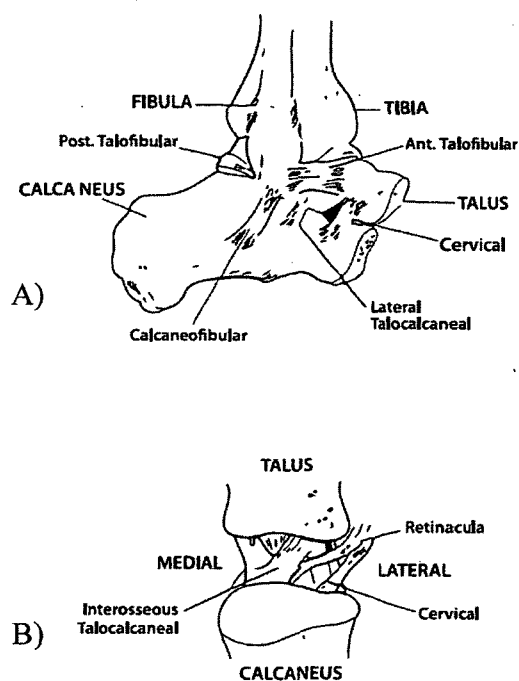 FIBULA
TIBIA
Post. Talofibular
Ant. Talofibular
CALCA NEUS
TALUS
Cervical
A)
Lateral
Talocalcaneal
Calcaneofibular
TALUS
Retinacula
MEDIAL
LATERAL
Interosseous
Talocalcaneal
Cervical
B)
CALCANEUS